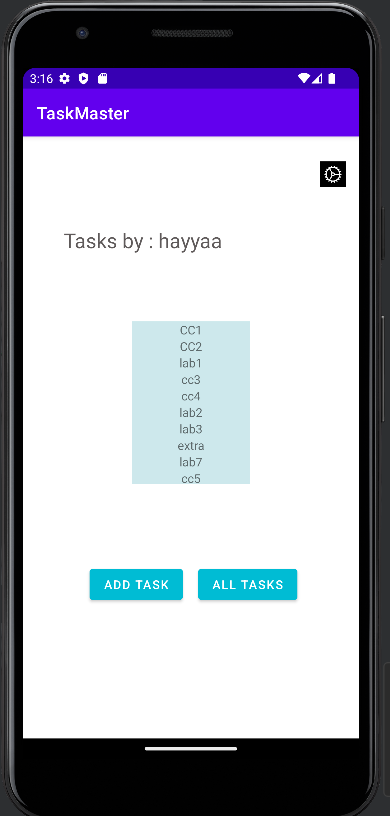 3:16
TaskMaster
Tasks by : hayyaa
CC1
CC2
lab1
cc3
cc4
lab2
lab3
extra
lab7
cc5
ADD TASK ALL TASKS